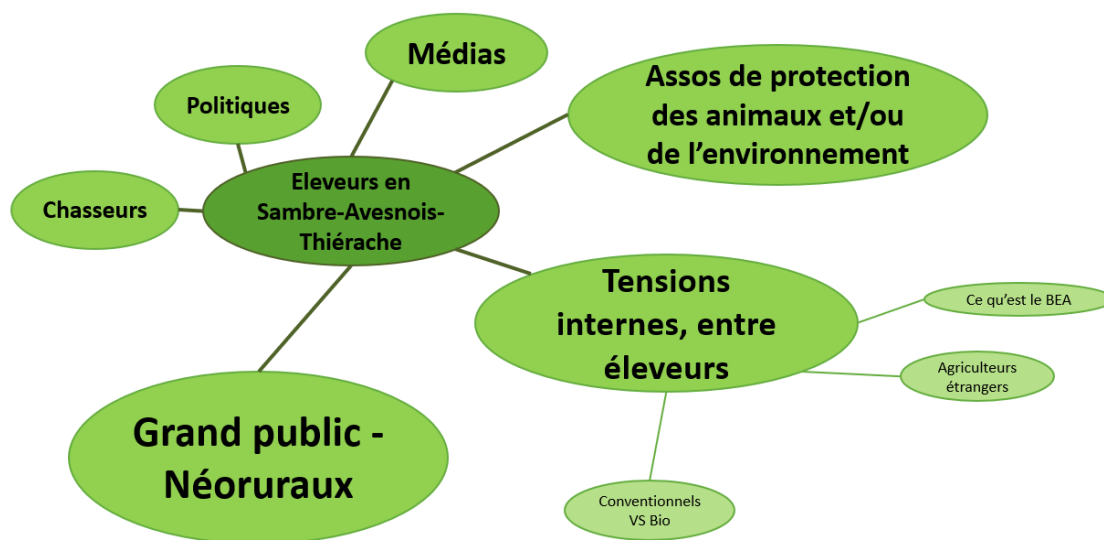 Médias
Assos de protection
des animaux et/ou
de l’environnement
Politiques
Chasseurs
Eleveurs en
Sambre-Avesnois-
Thiérache
Tensions
internes, entre
éleveurs
Ce qu’est le BEA
Agriculteurs
étrangers
Grand public -
Néoruraux
Conventionnels
VS Bio